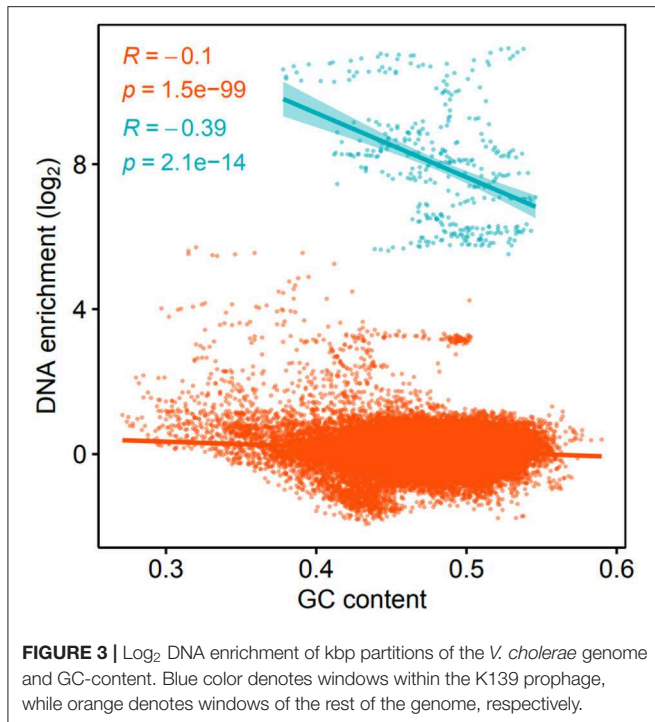 R = −0.1
p = 1.5e−99
R = −0.39
p = 2.1e−14
DNA enrichment (log₂)
8
4
0
0.3 0.4 0.5 0.6
GC content
FIGURE 3 | Log₂ DNA enrichment of kbp partitions of the V. cholerae genome
and GC-content. Blue color denotes windows within the K139 prophage,
while orange denotes windows of the rest of the genome, respectively.